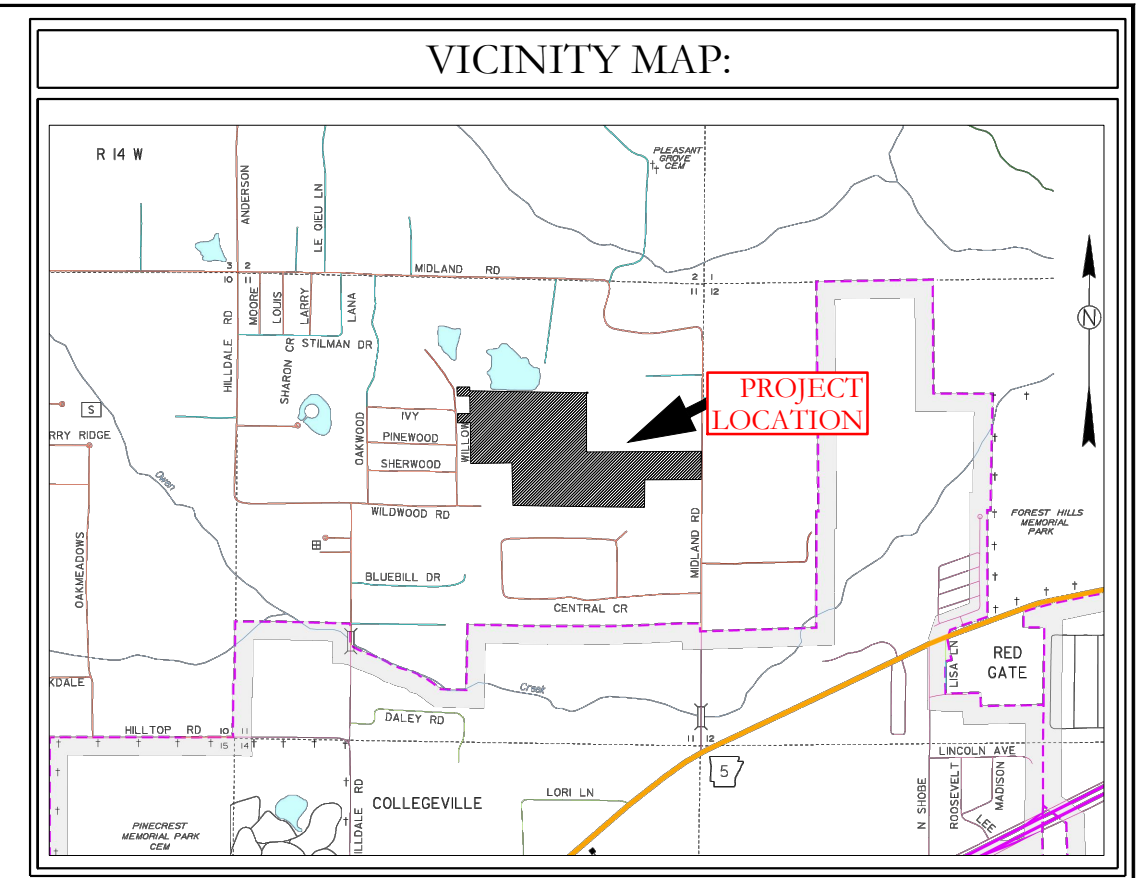 VICINITY MAP:
R 14 W
ANDERSON
LE QIEU LN
PLEASANT
GROVE
CEM
3 2
10 11
MIDLAND RD
2 1
11 12
HILLDALE RD
MOORE
LOUIS
LARRY
LANA
STILMAN DR
SHARON CR
N
PROJECT
LOCATION
S
RRY RIDGE
OAKWOOD
IVY
PINEWOOD
SHERWOOD
WILLOW
Owen
WILDWOOD RD
OAKMEADOWS
MIDLAND RD
FOREST HILLS
MEMORIAL
PARK
BLUEBILL DR
CENTRAL CR
LISA LN
RED
GATE
KDALE
Creek
DALEY RD
HILLTOP RD
10 11
15 14
11 12
5
LINCOLN AVE
LORI LN
COLLEGEVILLE
ILLDALE RD
N SHOBE
ROOSEVELT
MADISON
LEE
PINECREST
MEMORIAL PARK
CEM